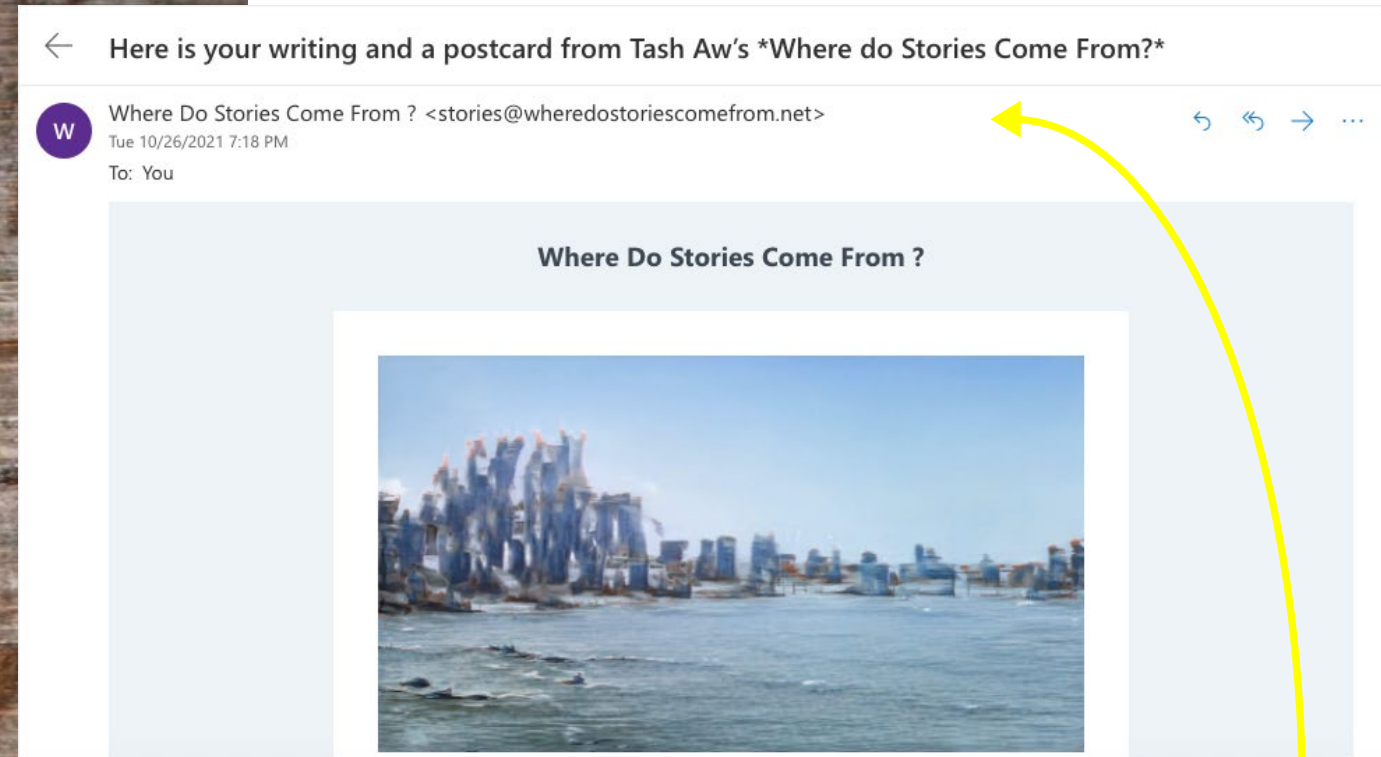 Here is your writing and a postcard from Tash Aw's *Where do Stories Come From?*
W
Where Do Stories Come From ? <stories@wheredostoriescomefrom.net>
Tue 10/26/2021 7:18 PM
To: You
Where Do Stories Come From ?